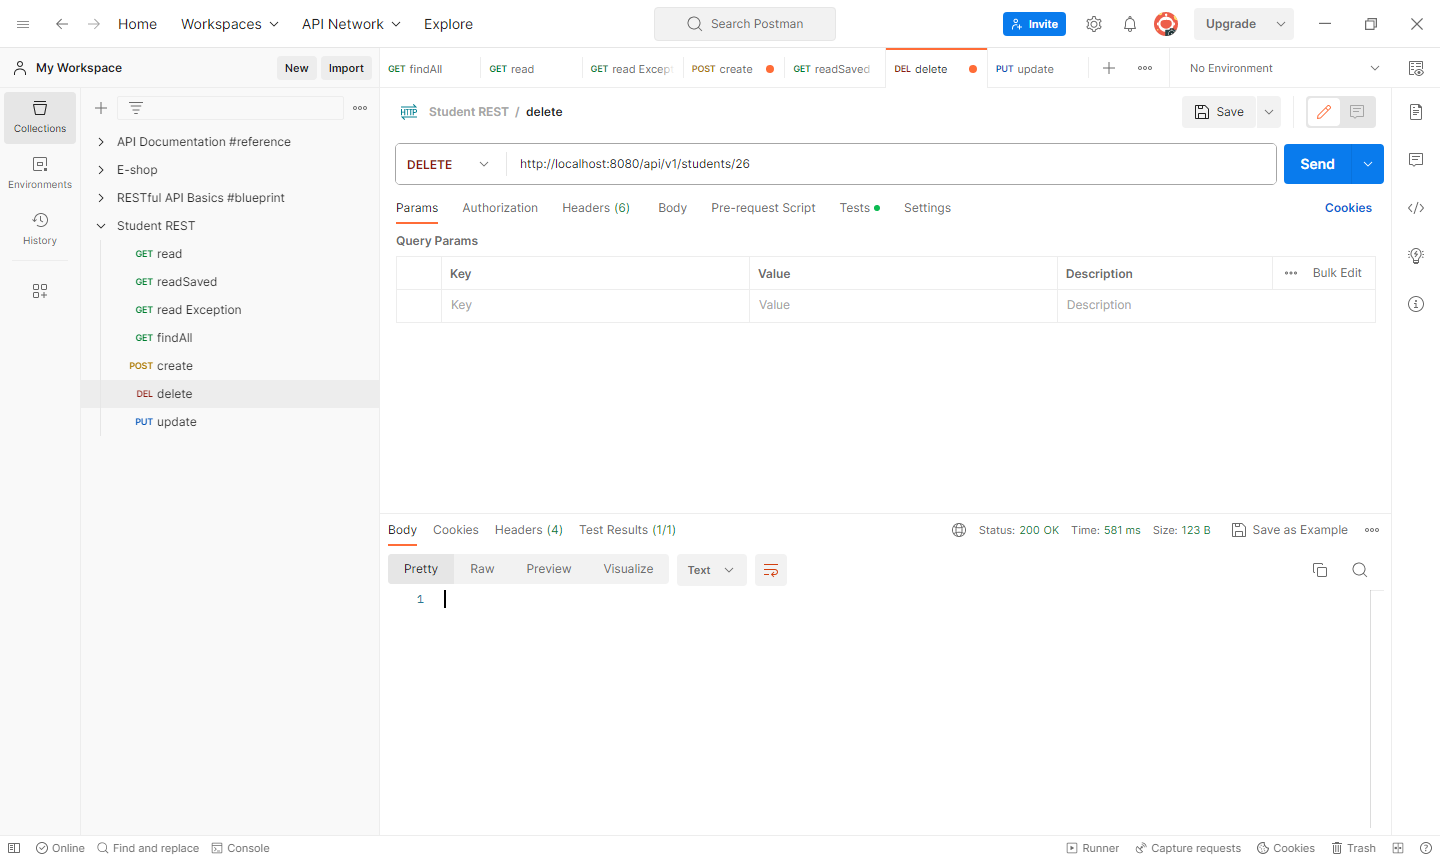 Home Workspaces API Network Explore Search Postman Invite Upgrade
My Workspace New Import GET findAll GET read GET read Excep POST create GET readSaved DEL delete PUT update No Environment
Collections
Environments
History
API Documentation #reference
E-shop
RESTful API Basics #blueprint
Student REST
GET read
GET readSaved
GET read Exception
GET findAll
POST create
DEL delete
PUT update
HTTP Student REST / delete Save
DELETE http://localhost:8080/api/v1/students/26 Send
Params Authorization Headers (6) Body Pre-request Script Tests Settings Cookies
Query Params
Key Value Description Bulk Edit
Key Value Description
Body Cookies Headers (4) Test Results (1/1) Status: 200 OK Time: 581 ms Size: 123 B Save as Example
Pretty Raw Preview Visualize Text
1
Online Find and replace Console Runner Capture requests Cookies Trash